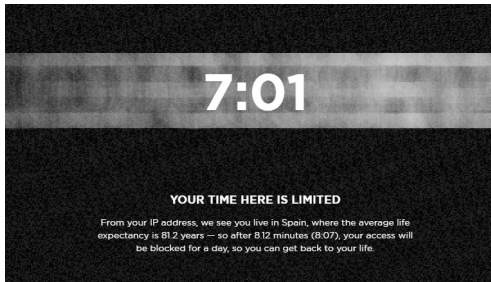 7:01
YOUR TIME HERE IS LIMITED
From your IP address, we see you live in Spain, where the average life
expectancy is 81.2 years — so after 8.12 minutes (8:07), your access will
be blocked for a day, so you can get back to your life.